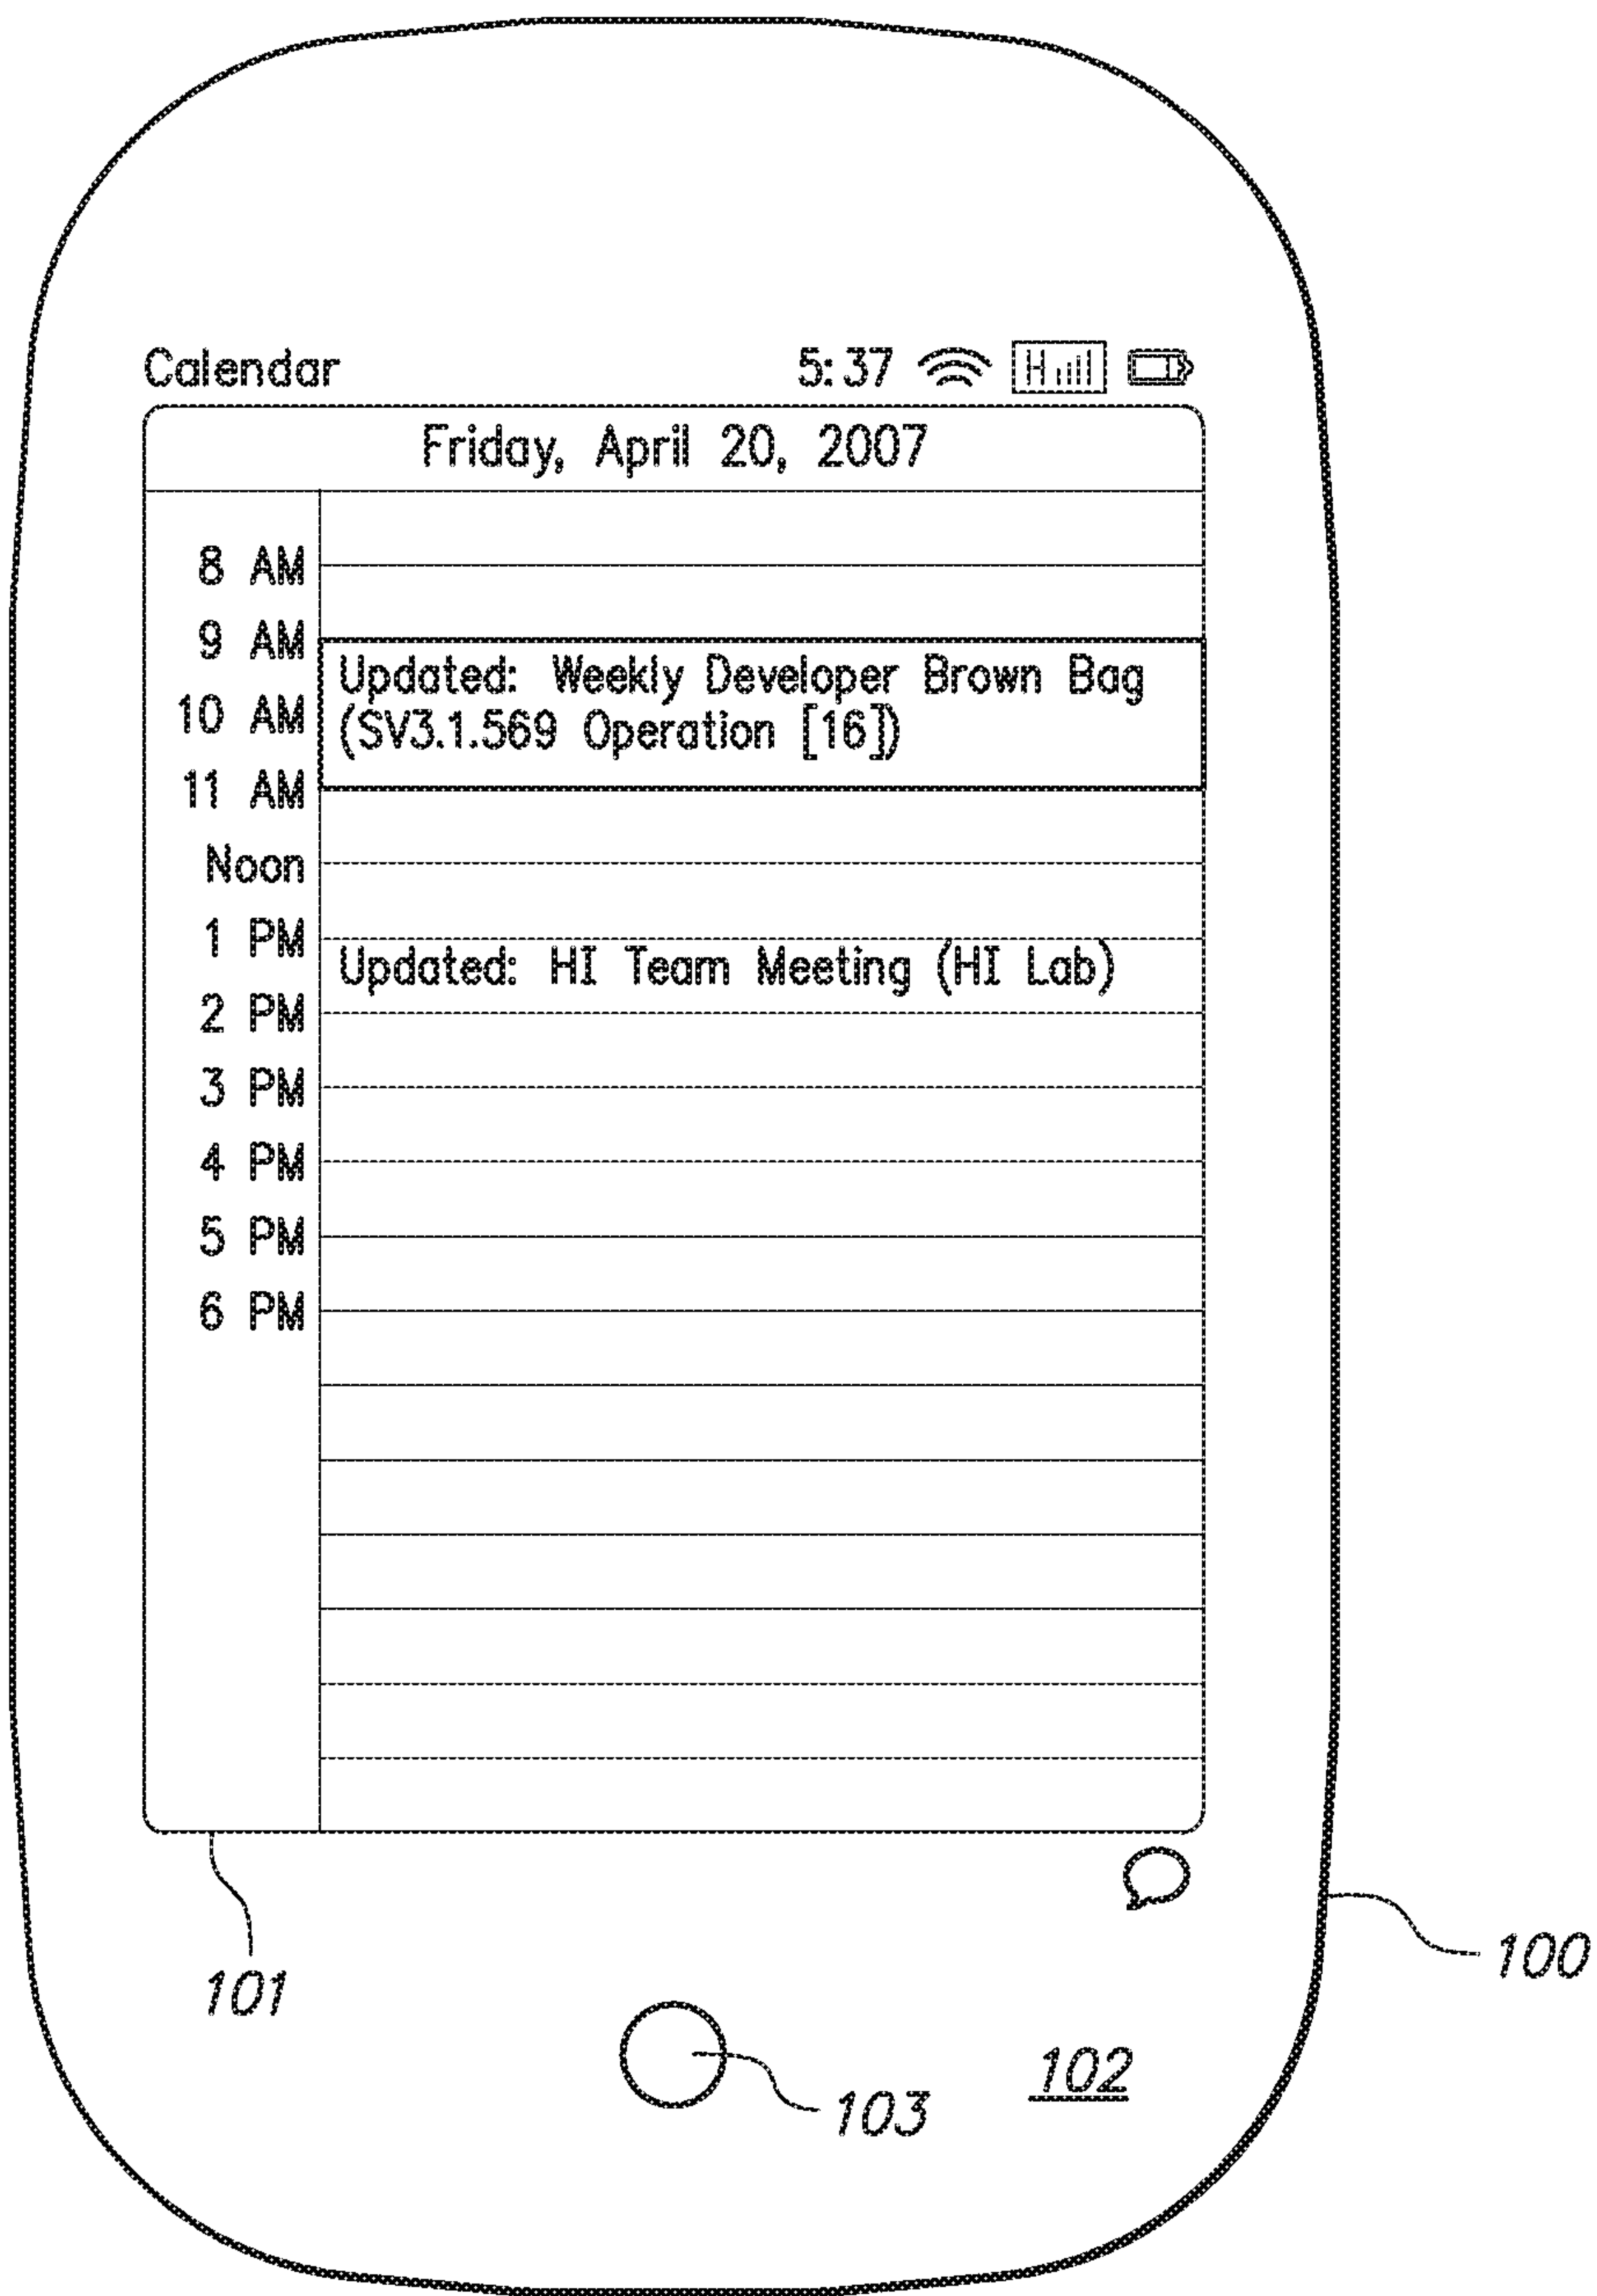 Calendar 5:37 H
Friday, April 20, 2007
8 AM
9 AM
Updated: Weekly Developer Brown Bag
10 AM (SV3.1.569 Operation [16])
11 AM
Noon
1 PM
Updated: HI Team Meeting (HI Lab)
2 PM
3 PM
4 PM
5 PM
6 PM
100
101
102
103